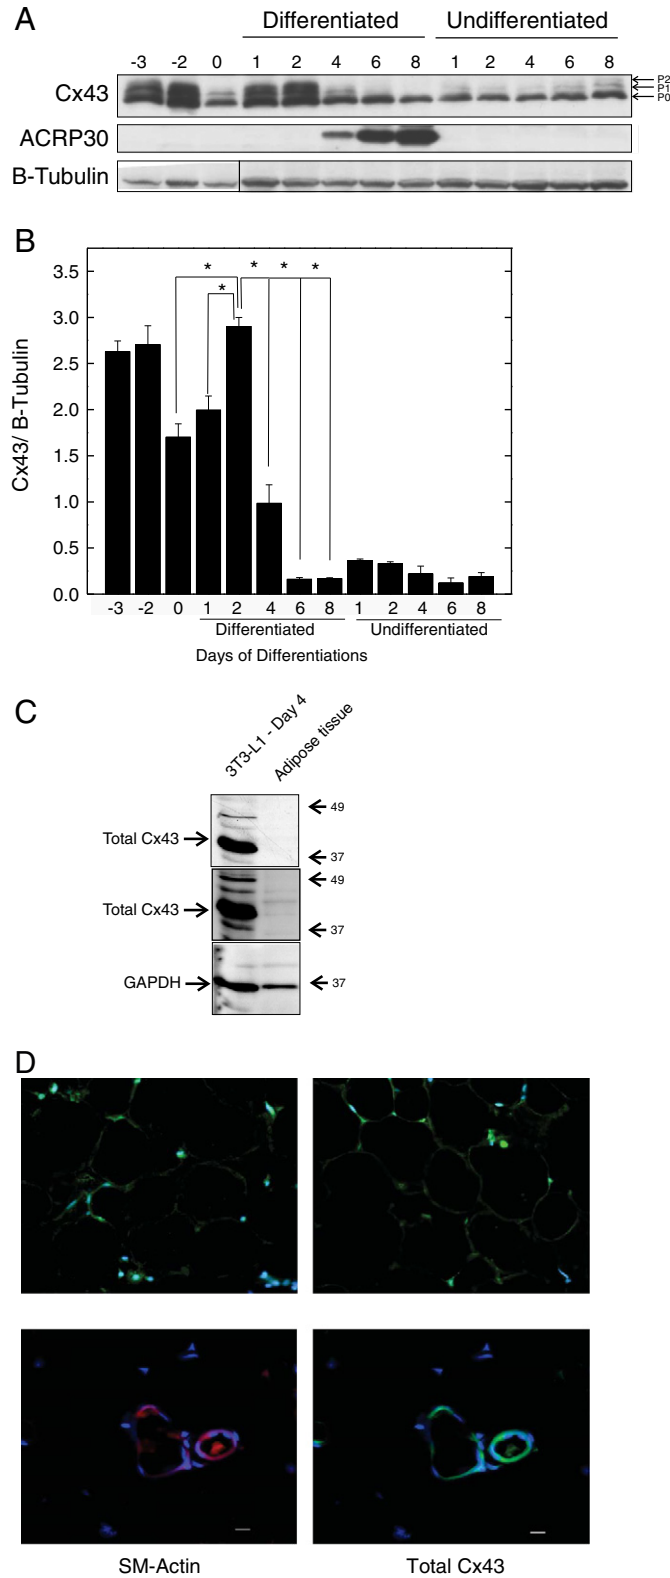 A
Differentiated Undifferentiated
-3 -2 0 1 2 4 6 8 1 2 4 6 8
Cx43
P2
P1
P0
ACRP30
B-Tubulin
B
Cx43/ B-Tubulin
3.5
3.0
2.5
2.0
1.5
1.0
0.5
0.0
* * * *
*
-3 -2 0 1 2 4 6 8 1 2 4 6 8
Differentiated Undifferentiated
Days of Differentiations
C
3T3-L1 - Day 4
Adipose tissue
49
Total Cx43
37
49
Total Cx43
37
GAPDH 37
D
SM-Actin Total Cx43